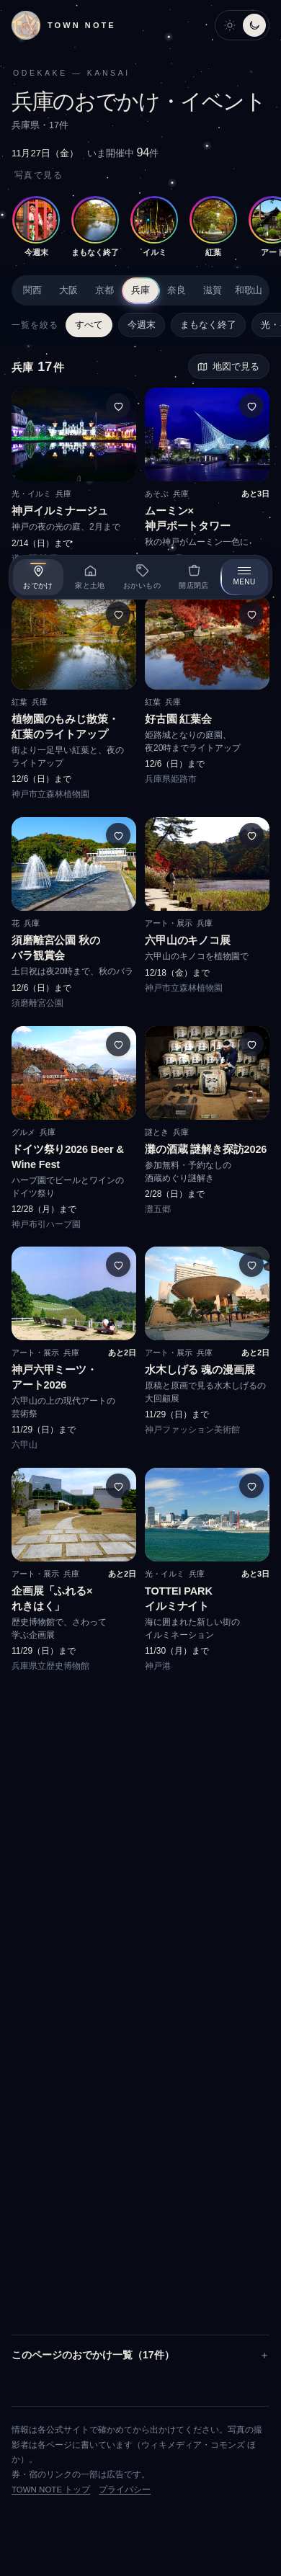 TOWN NOTE
ODEKAKE — KANSAI
兵庫のおでかけ・イベント
兵庫県・17件
11月27日（金） いま開催中 94件
写真で見る
今週末 まもなく終了 イルミ 紅葉 アート
関西 大阪 京都 兵庫 奈良 滋賀 和歌山
一覧を絞る すべて 今週末 まもなく終了 光・
兵庫 17件 地図で見る
光・イルミ 兵庫
神戸イルミナージュ
神戸の夜の光の庭、2月まで
2/14（日）まで
あそぶ 兵庫 あと3日
ムーミン×
神戸ポートタワー
秋の神戸がムーミン一色に
おでかけ 家と土地 おかいもの 開店閉店 MENU
紅葉 兵庫
植物園のもみじ散策・
紅葉のライトアップ
街より一足早い紅葉と、夜の
ライトアップ
12/6（日）まで
神戸市立森林植物園
紅葉 兵庫
好古園 紅葉会
姫路城となりの庭園、
夜20時までライトアップ
12/6（日）まで
兵庫県姫路市
花 兵庫
須磨離宮公園 秋の
バラ観賞会
土日祝は夜20時まで、秋のバラ
12/6（日）まで
須磨離宮公園
アート・展示 兵庫
六甲山のキノコ展
六甲山のキノコを植物園で
12/18（金）まで
神戸市立森林植物園
グルメ 兵庫
ドイツ祭り2026 Beer &
Wine Fest
ハーブ園でビールとワインの
ドイツ祭り
12/28（月）まで
神戸布引ハーブ園
謎とき 兵庫
灘の酒蔵 謎解き探訪2026
参加無料・予約なしの
酒蔵めぐり謎解き
2/28（日）まで
灘五郷
アート・展示 兵庫 あと2日
神戸六甲ミーツ・
アート2026
六甲山の上の現代アートの
芸術祭
11/29（日）まで
六甲山
アート・展示 兵庫 あと2日
水木しげる 魂の漫画展
原稿と原画で見る水木しげるの
大回顧展
11/29（日）まで
神戸ファッション美術館
アート・展示 兵庫 あと2日
企画展「ふれる×
れきはく」
歴史博物館で、さわって
学ぶ企画展
11/29（日）まで
兵庫県立歴史博物館
光・イルミ 兵庫 あと3日
TOTTEI PARK
イルミナイト
海に囲まれた新しい街の
イルミネーション
11/30（月）まで
神戸港
このページのおでかけ一覧（17件） +
情報は各公式サイトで確かめてから出かけてください。写真の撮
影者は各ページに書いています（ウィキメディア・コモンズ ほ
か）。
券・宿のリンクの一部は広告です。
TOWN NOTE トップ プライバシー